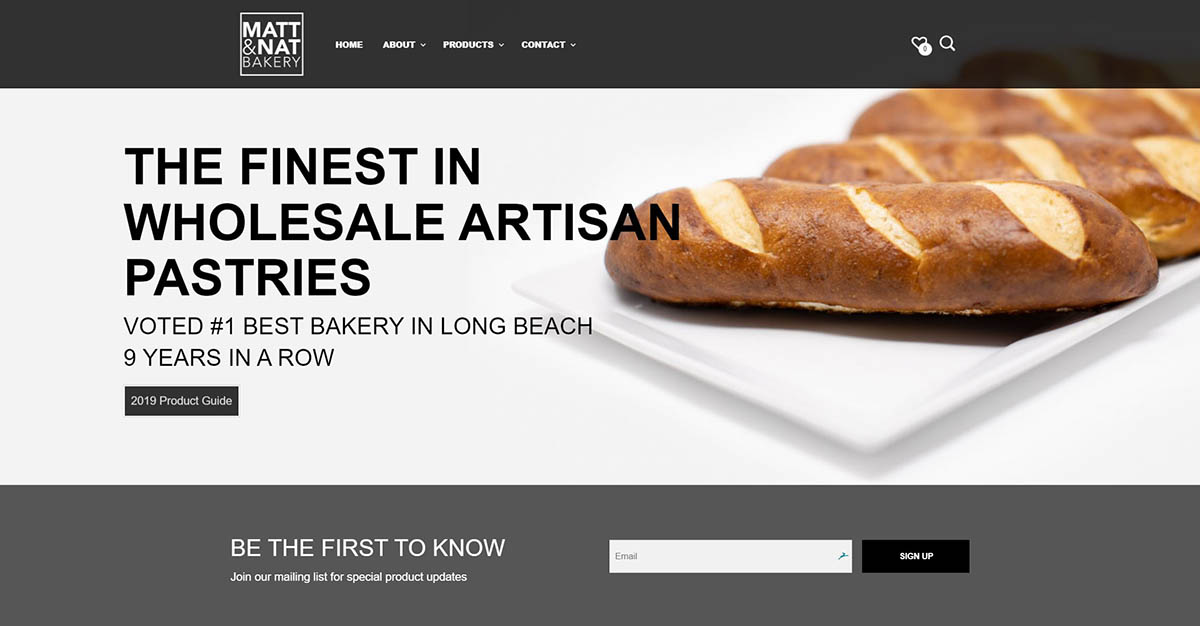 MATT
&NAT
BAKERY
HOME ABOUT PRODUCTS CONTACT
0
THE FINEST IN
WHOLESALE ARTISAN
PASTRIES
VOTED #1 BEST BAKERY IN LONG BEACH
9 YEARS IN A ROW
2019 Product Guide
BE THE FIRST TO KNOW
Join our mailing list for special product updates
Email
SIGN UP